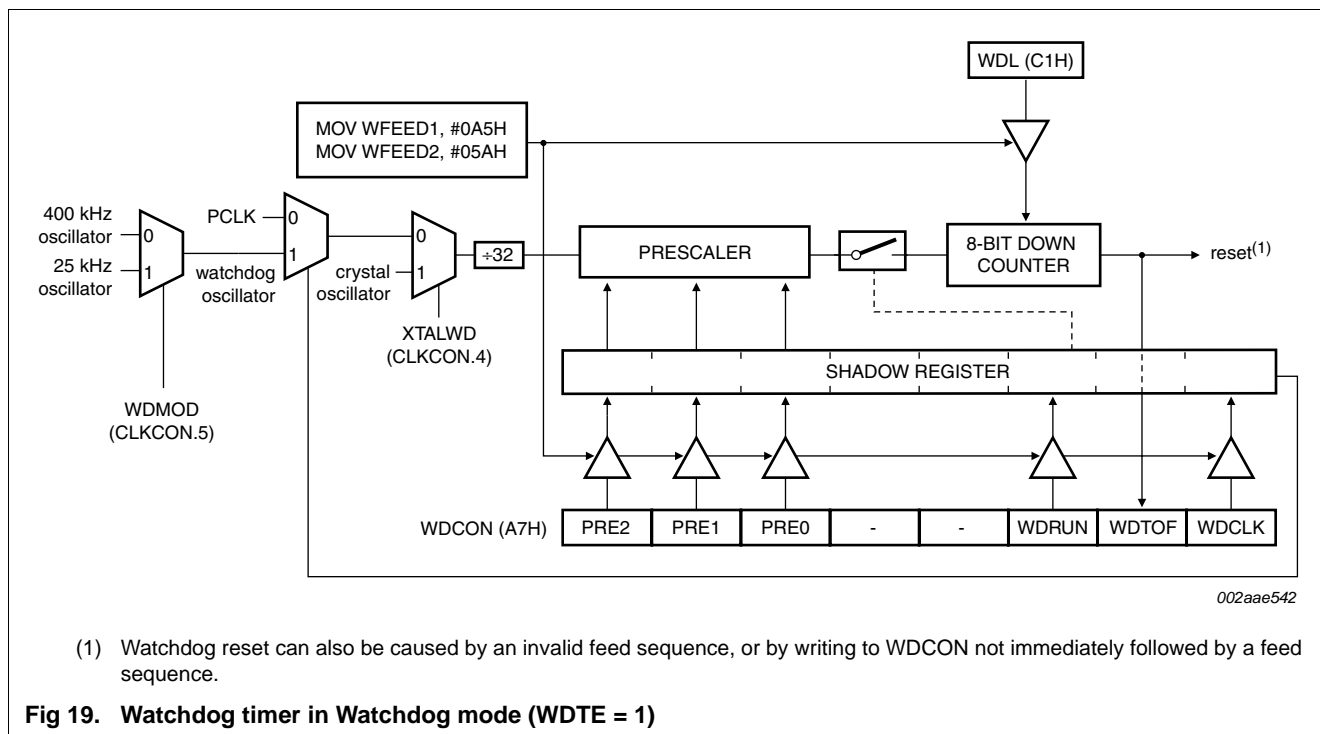 WDL (C1H)
MOV WFEED1, #0A5H
MOV WFEED2, #05AH
400 kHz
oscillator
25 kHz
oscillator
0
1
PCLK
0
1
watchdog
oscillator
crystal
oscillator
0
1
÷32
PRESCALER
8-BIT DOWN
COUNTER
reset(1)
WDMOD
(CLKCON.5)
XTALWD
(CLKCON.4)
SHADOW REGISTER
WDCON (A7H)
PRE2
PRE1
PRE0
-
-
WDRUN
WDTOF
WDCLK
002aae542
(1) Watchdog reset can also be caused by an invalid feed sequence, or by writing to WDCON not immediately followed by a feed
sequence.
Fig 19. Watchdog timer in Watchdog mode (WDTE = 1)